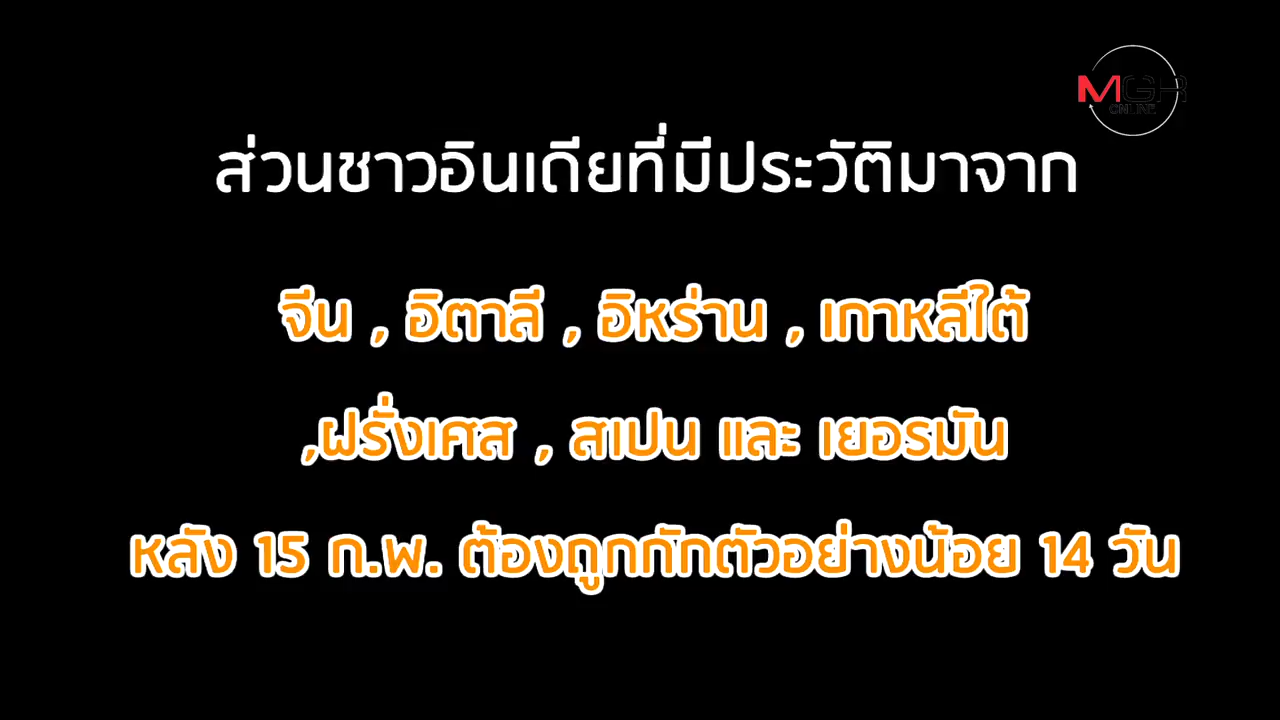 MGR
ONLINE
ส่วนชาวอินเดียที่มีประวัติมาจาก
จีน , อิตาลี , อิหร่าน , เกาหลีใต้
,ฝรั่งเศส , สเปน และ เยอรมัน
หลัง 15 ก.พ. ต้องถูกกักตัวอย่างน้อย 14 วัน